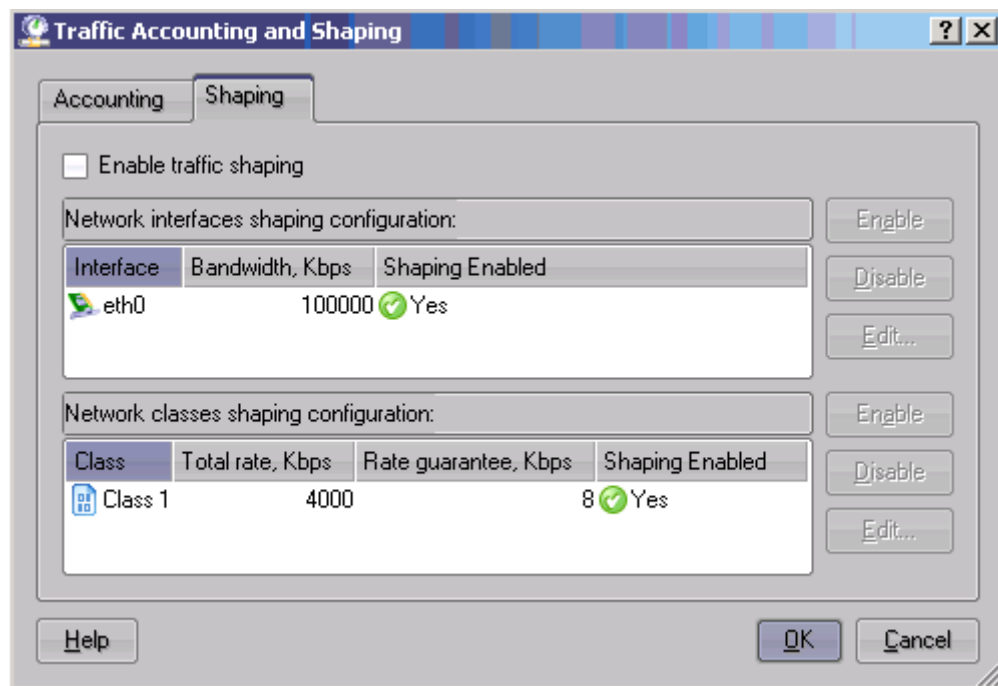 Traffic Accounting and Shaping
Accounting Shaping
Enable traffic shaping
Network interfaces shaping configuration:
Enable
Interface Bandwidth, Kbps Shaping Enabled
Disable
eth0 100000 Yes
Edit...
Network classes shaping configuration:
Enable
Class Total rate, Kbps Rate guarantee, Kbps Shaping Enabled
Disable
Class 1 4000 8 Yes
Edit...
Help OK Cancel